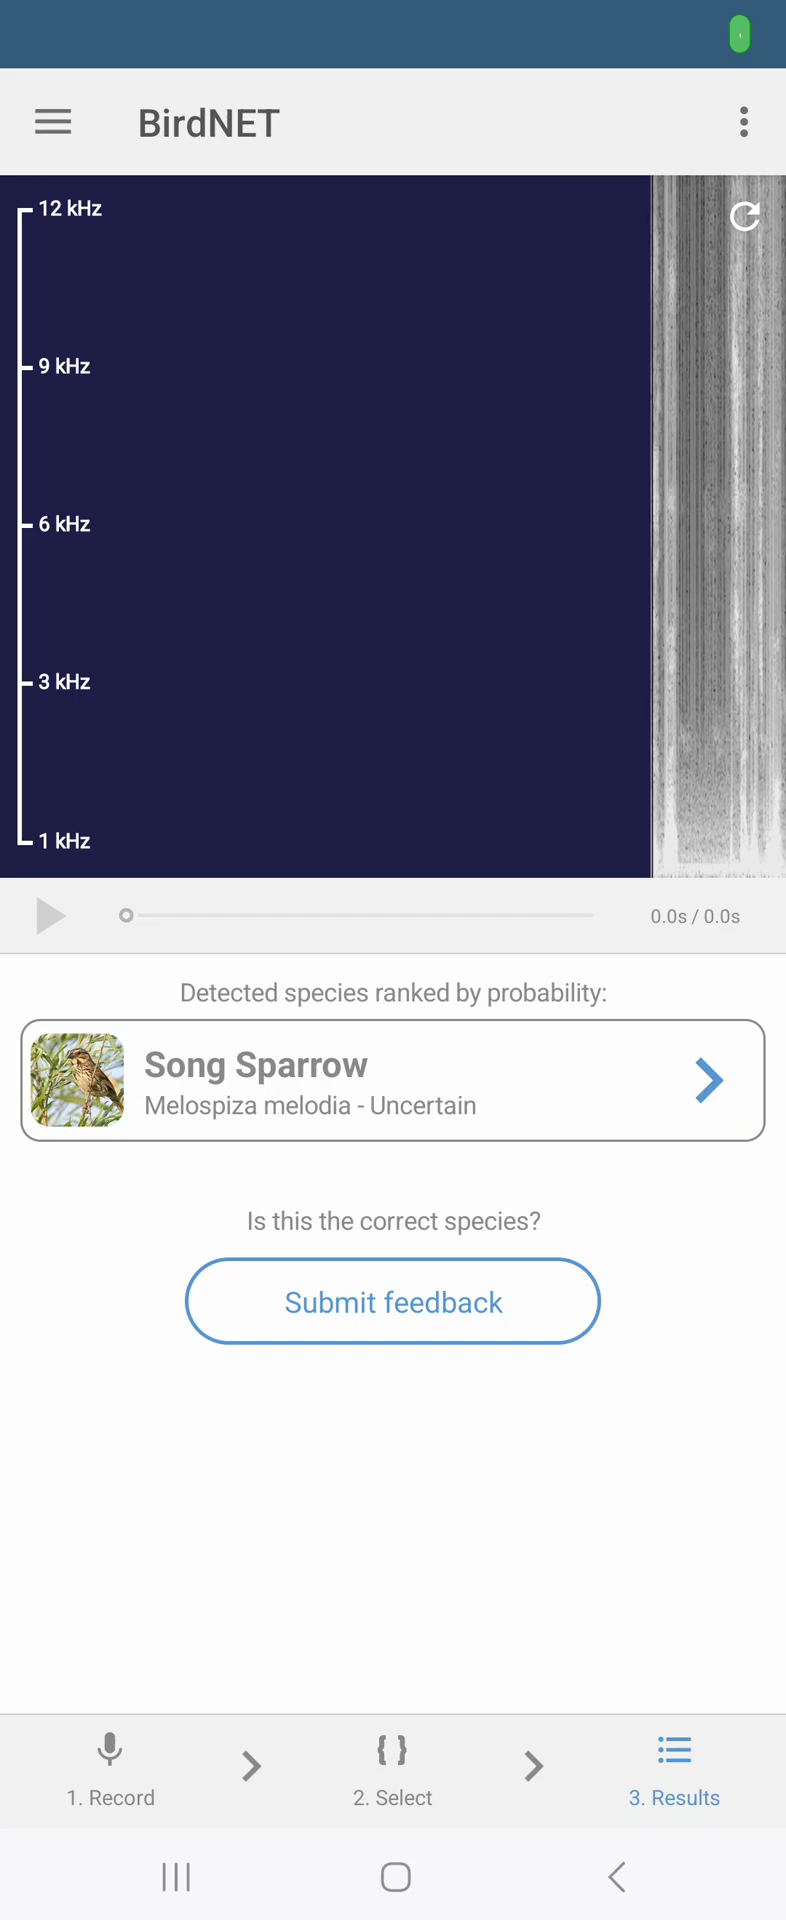 BirdNET
12 kHz
9 kHz
6 kHz
3 kHz
1 kHz
0.0s / 0.0s
Detected species ranked by probability:
Song Sparrow
Melospiza melodia - Uncertain
Is this the correct species?
Submit feedback
1. Record
2. Select
3. Results